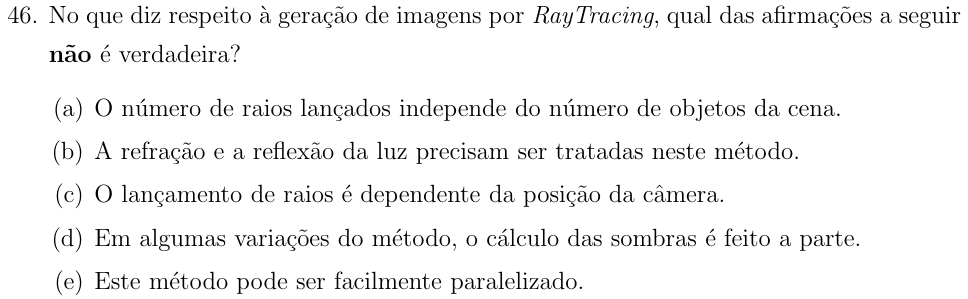 46. No que diz respeito à geração de imagens por RayTracing, qual das afirmações a seguir
não é verdadeira?
(a) O número de raios lançados independe do número de objetos da cena.
(b) A refração e a reflexão da luz precisam ser tratadas neste método.
(c) O lançamento de raios é dependente da posição da câmera.
(d) Em algumas variações do método, o cálculo das sombras é feito a parte.
(e) Este método pode ser facilmente paralelizado.